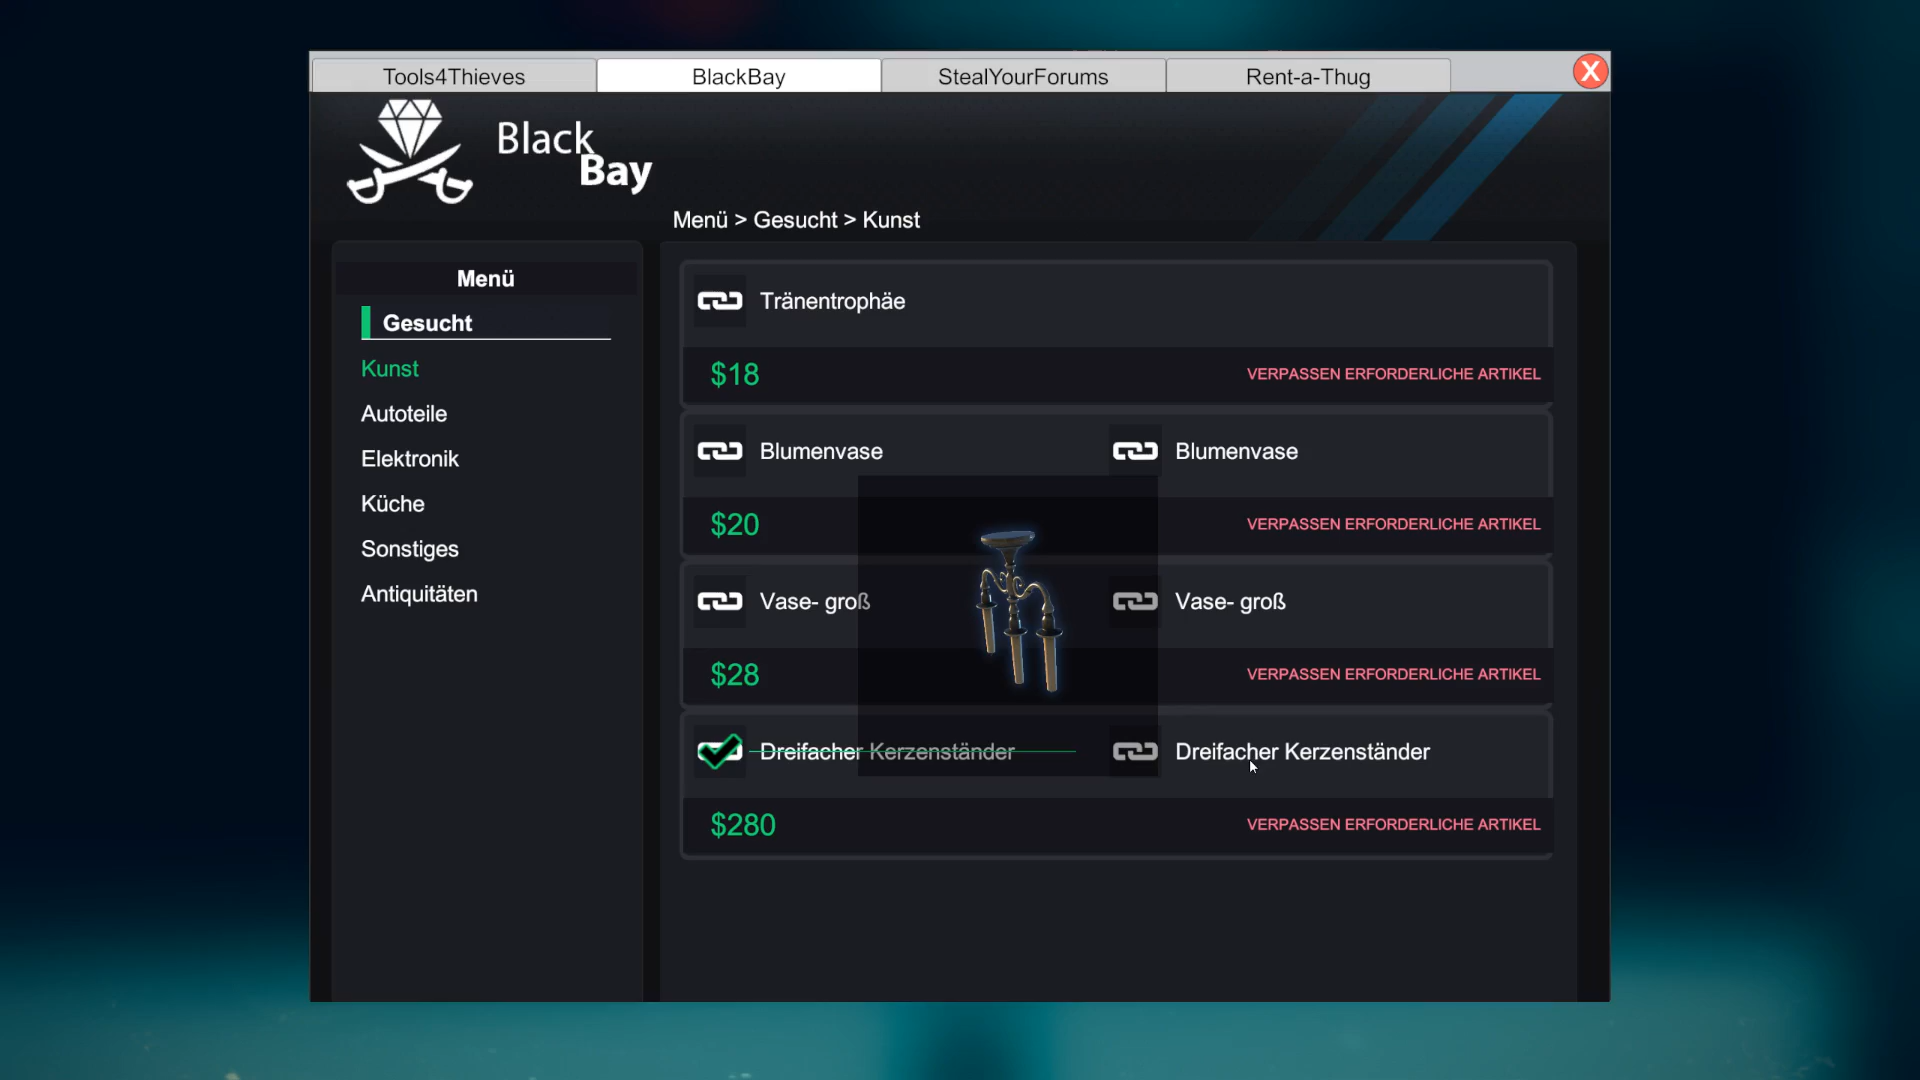 Tools4Thieves
BlackBay
StealYourForums
Rent-a-Thug
X
Black
Bay
Menü > Gesucht > Kunst
Menü
Gesucht
Kunst
Autoteile
Elektronik
Küche
Sonstiges
Antiquitäten
Tränentrophäe
$18
VERPASSEN ERFORDERLICHE ARTIKEL
Blumenvase
Blumenvase
$20
VERPASSEN ERFORDERLICHE ARTIKEL
Vase- groß
Vase- groß
$28
VERPASSEN ERFORDERLICHE ARTIKEL
Dreifacher Kerzenständer
Dreifacher Kerzenständer
$280
VERPASSEN ERFORDERLICHE ARTIKEL